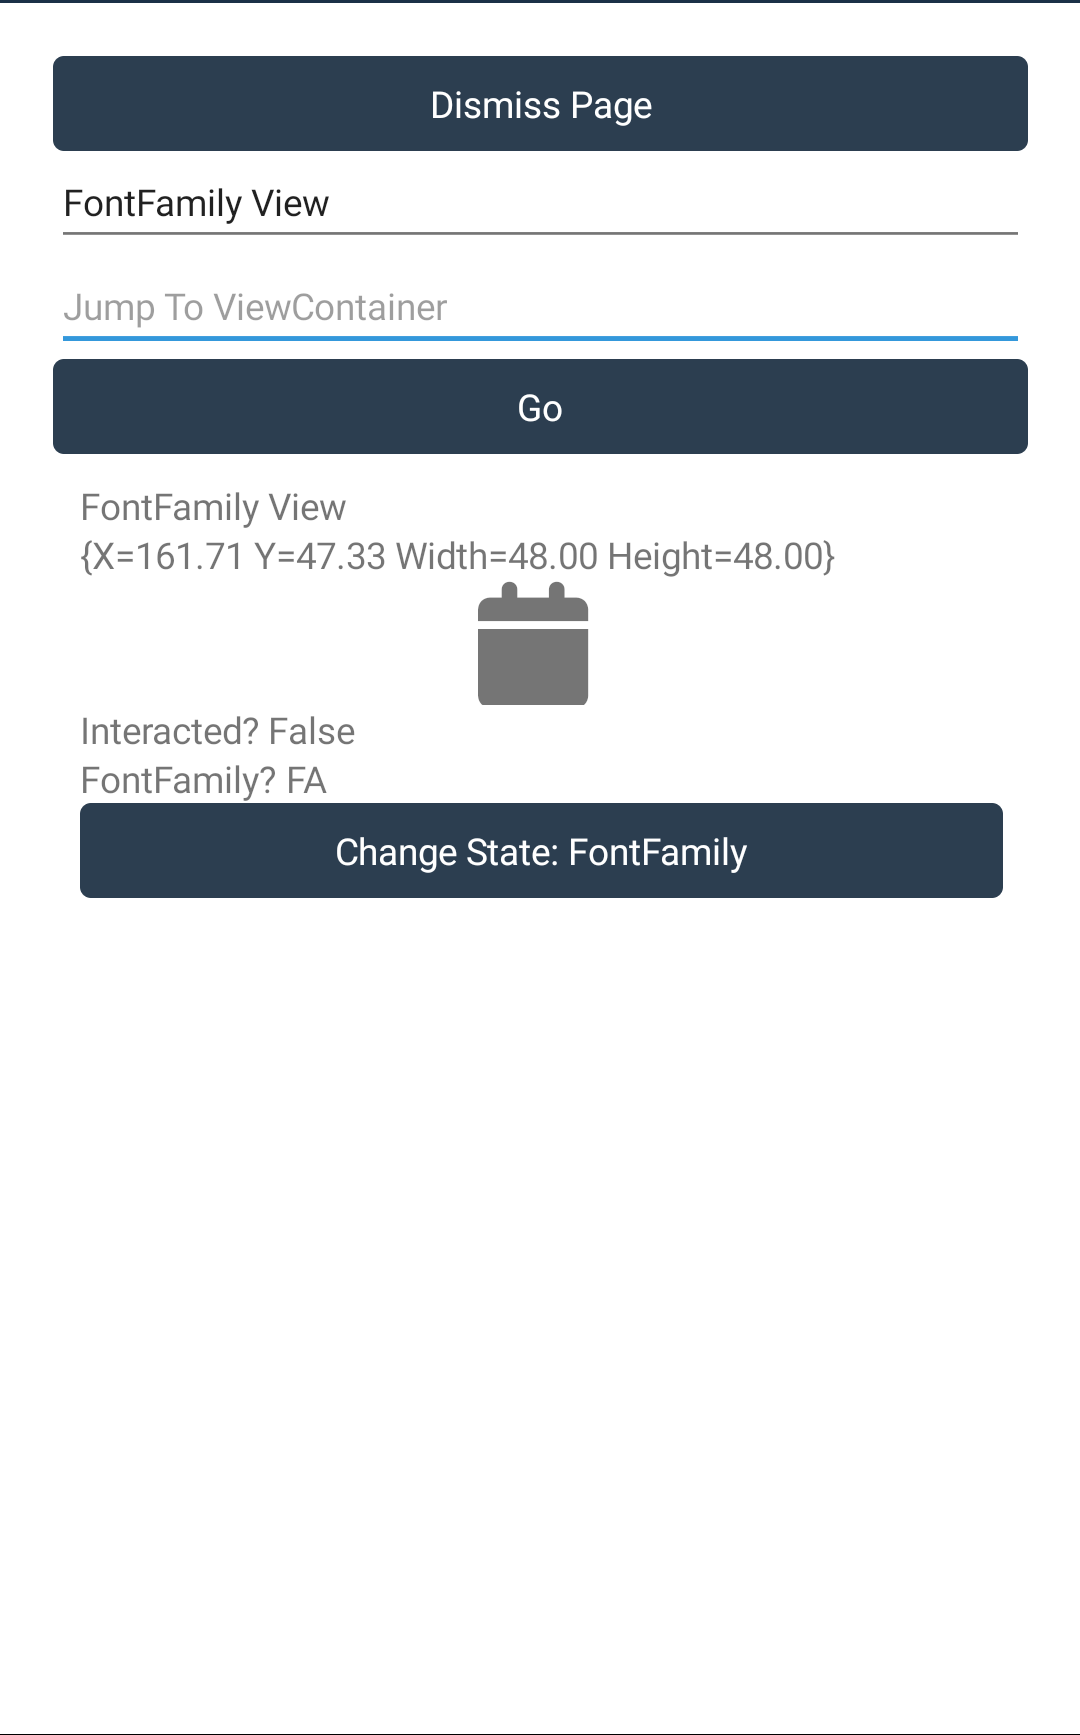 Dismiss Page
FontFamily View
Jump To ViewContainer
Go
FontFamily View
{X=161.71 Y=47.33 Width=48.00 Height=48.00}
Interacted? False
FontFamily? FA
Change State: FontFamily